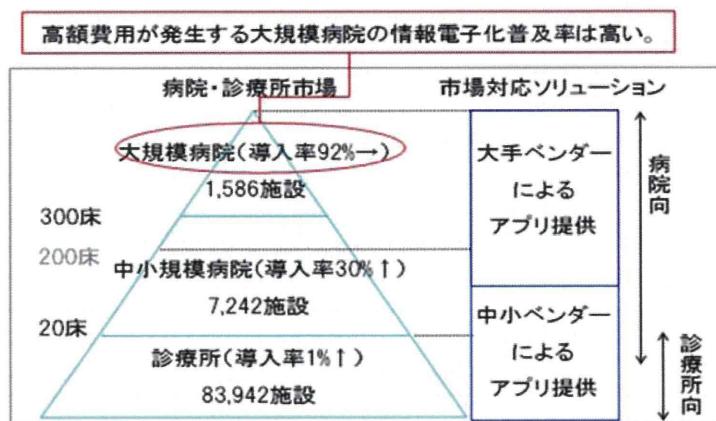 高額費用が発生する大規模病院の情報電子化普及率は高い。
病院・診療所市場
市場対応ソリューション
大規模病院(導入率92%→)
1,586施設
300床
200床
中小規模病院(導入率30%↑)
7,242施設
20床
診療所(導入率1%↑)
83,942施設
大手ベンダー
による
アプリ提供
中小ベンダー
による
アプリ提供
病院向
診療所向